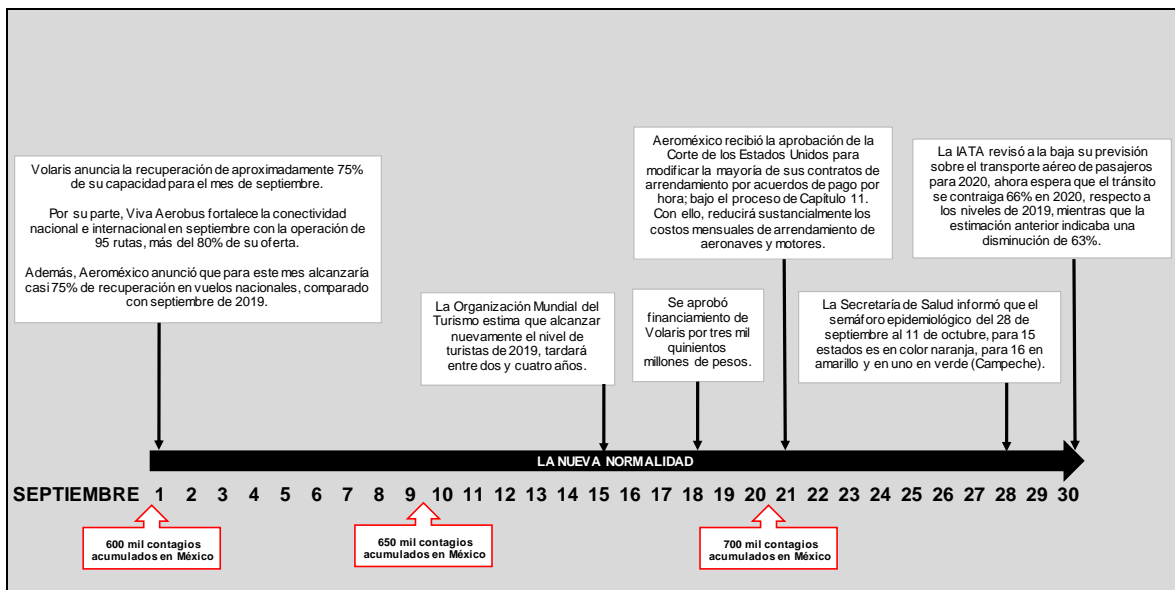 Volaris anuncia la recuperación de aproximadamente 75%
de su capacidad para el mes de septiembre.
Por su parte, Viva Aerobus fortalece la conectividad
nacional e internacional en septiembre con la operación de
95 rutas, más del 80% de su oferta.
Además, Aeroméxico anunció que para este mes alcanzaría
casi 75% de recuperación en vuelos nacionales, comparado
con septiembre de 2019.
La Organización Mundial del
Turismo estima que alcanzar
nuevamente el nivel de
turistas de 2019, tardará
entre dos y cuatro años.
Se aprobó
financiamiento de
Volaris por tres mil
quinientos
millones de pesos.
Aeroméxico recibió la aprobación de la
Corte de los Estados Unidos para
modificar la mayoría de sus contratos de
arrendamiento por acuerdos de pago por
hora; bajo el proceso de Capítulo 11.
Con ello, reducirá sustancialmente los
costos mensuales de arrendamiento de
aeronaves y motores.
La Secretaría de Salud informó que el
semáforo epidemiológico del 28 de
septiembre al 11 de octubre, para 15
estados es en color naranja, para 16 en
amarillo y en uno en verde (Campeche).
La IATA revisó a la baja su previsión
sobre el transporte aéreo de pasajeros
para 2020, ahora espera que el tránsito
se contraiga 66% en 2020, respecto a
los niveles de 2019, mientras que la
estimación anterior indicaba una
disminución de 63%.
LA NUEVA NORMALIDAD
SEPTIEMBRE 1 2 3 4 5 6 7 8 9 10 11 12 13 14 15 16 17 18 19 20 21 22 23 24 25 26 27 28 29 30
600 mil contagios
acumulados en México
650 mil contagios
acumulados en México
700 mil contagios
acumulados en México